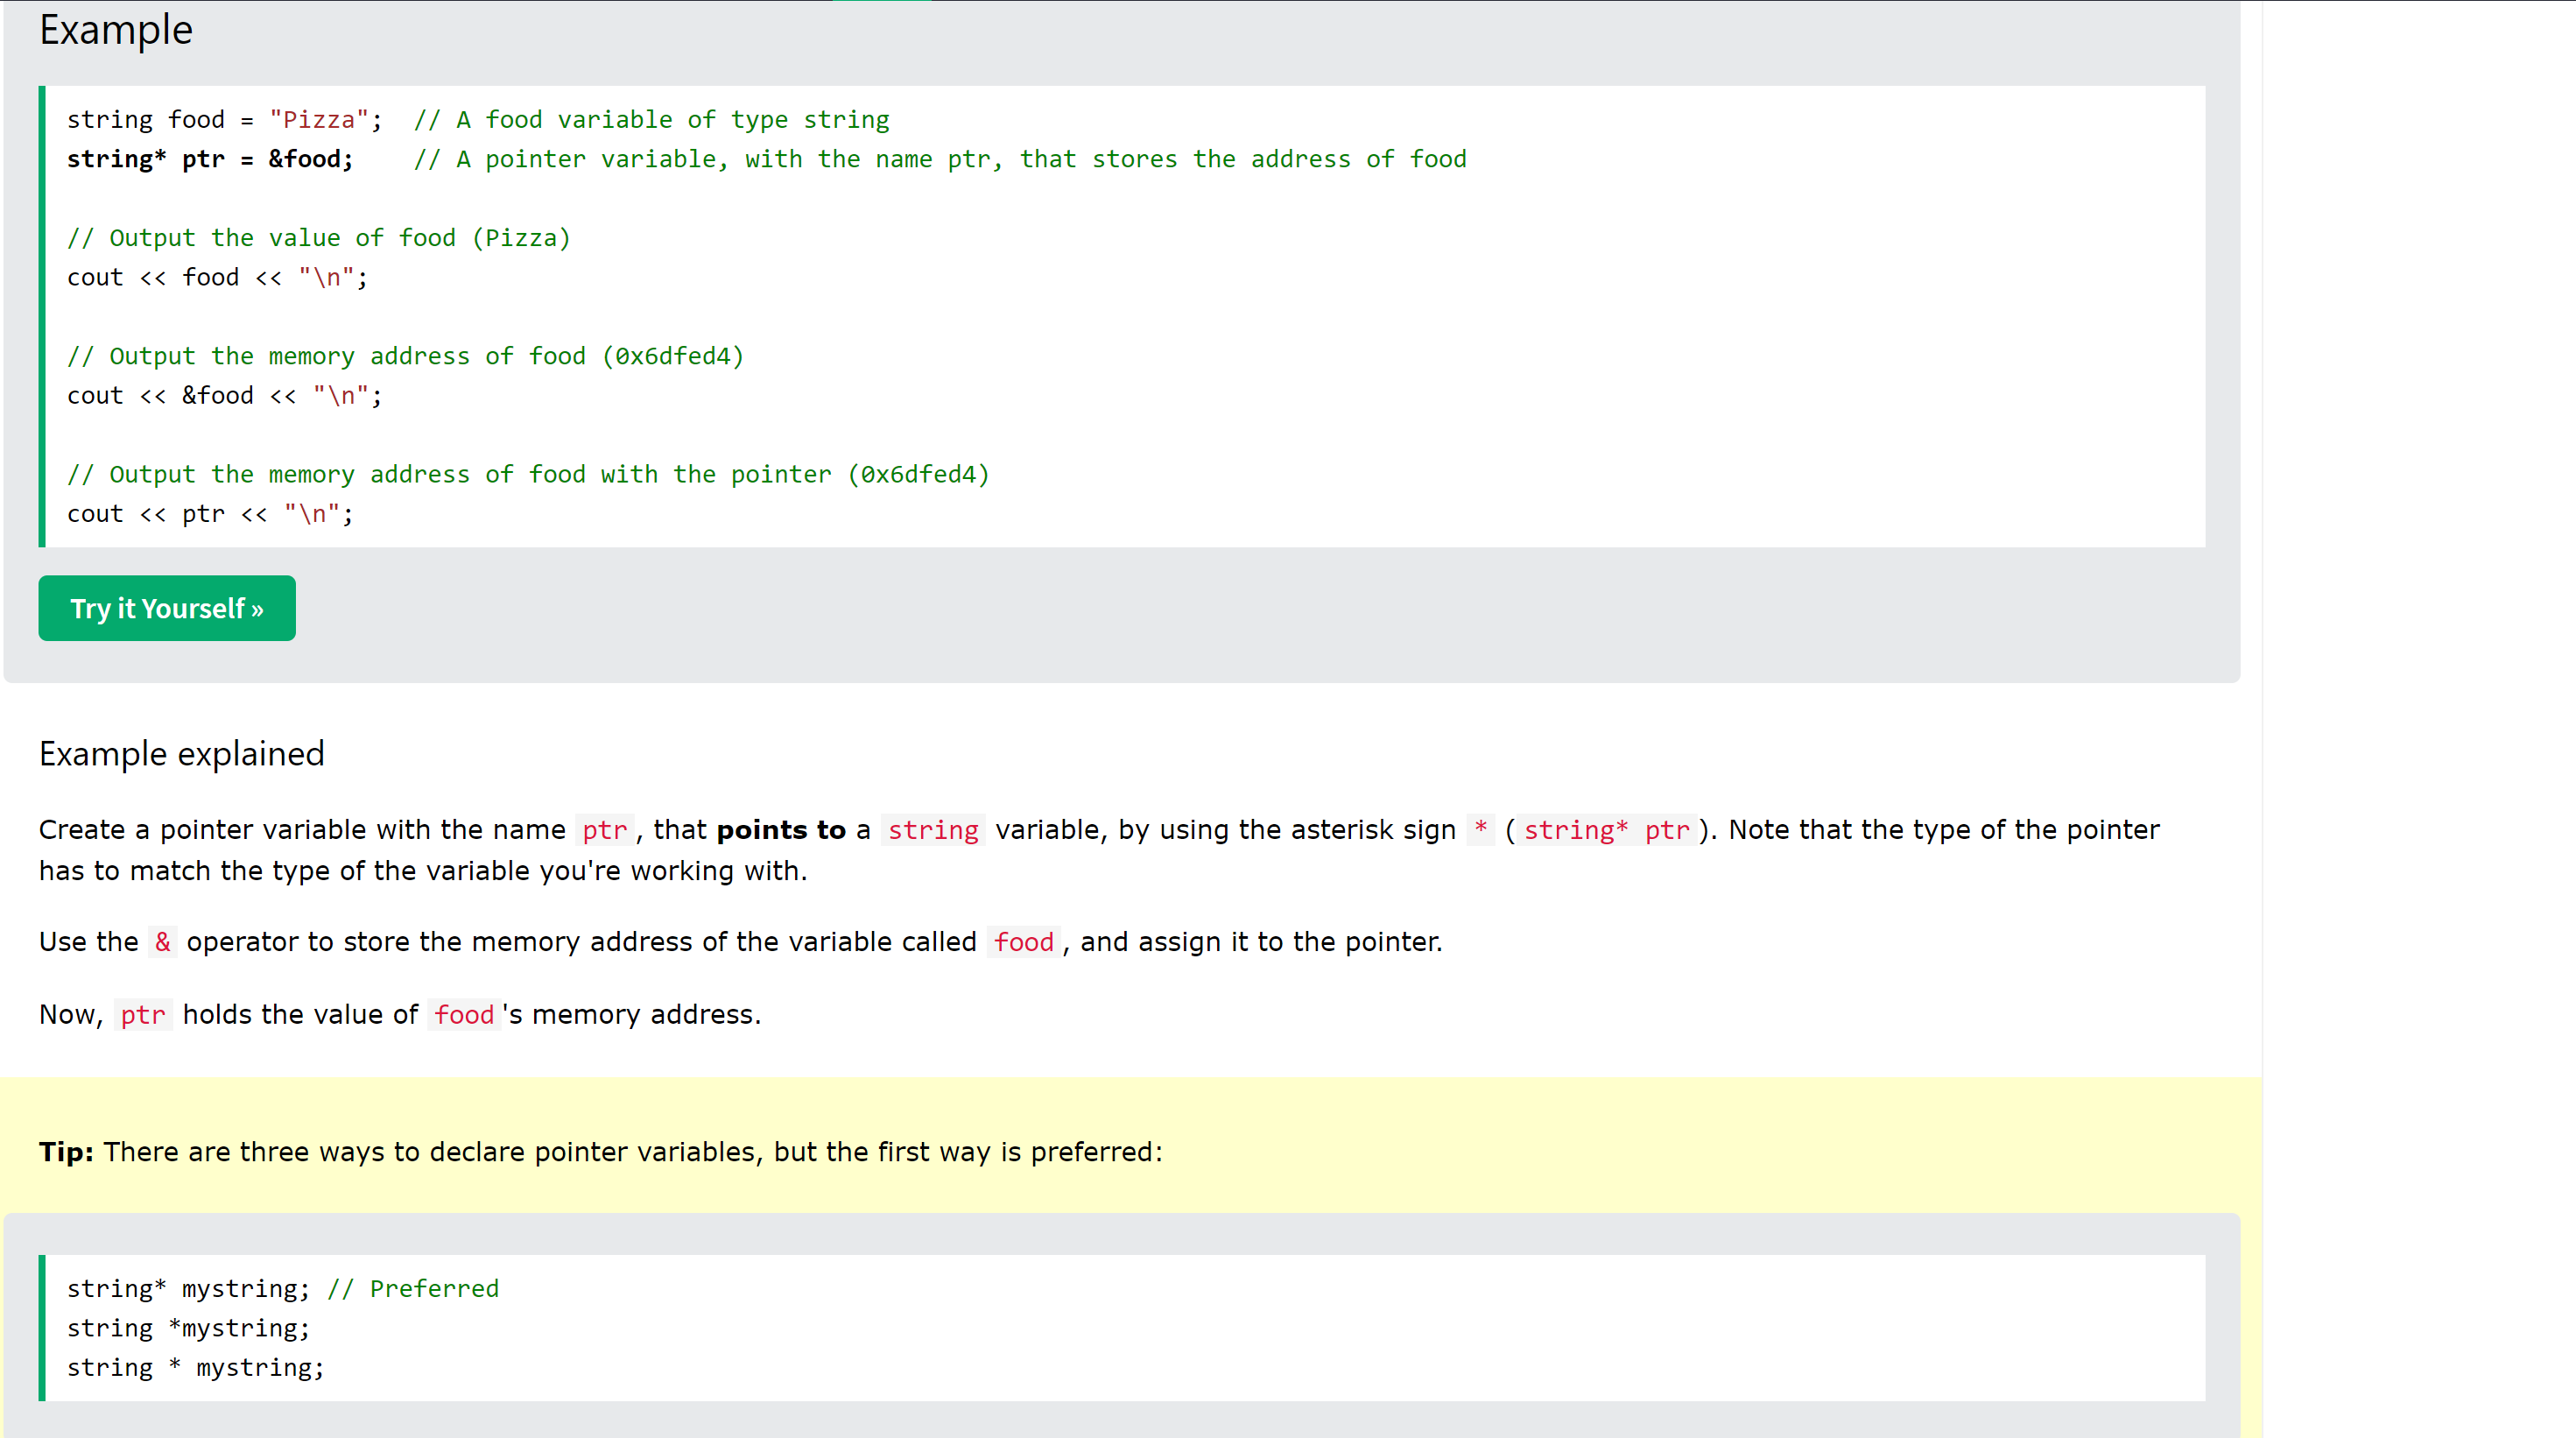 Example
string food = "Pizza";  // A food variable of type string
string* ptr = &food;    // A pointer variable, with the name ptr, that stores the address of food
// Output the value of food (Pizza)
cout << food << "\n";
// Output the memory address of food (0x6dfed4)
cout << &food << "\n";
// Output the memory address of food with the pointer (0x6dfed4)
cout << ptr << "\n";
Try it Yourself »
Example explained
Create a pointer variable with the name ptr, that points to a string variable, by using the asterisk sign * (string* ptr). Note that the type of the pointer
has to match the type of the variable you're working with.
Use the & operator to store the memory address of the variable called food, and assign it to the pointer.
Now, ptr holds the value of food's memory address.
Tip: There are three ways to declare pointer variables, but the first way is preferred:
string* mystring; // Preferred
string *mystring;
string * mystring;